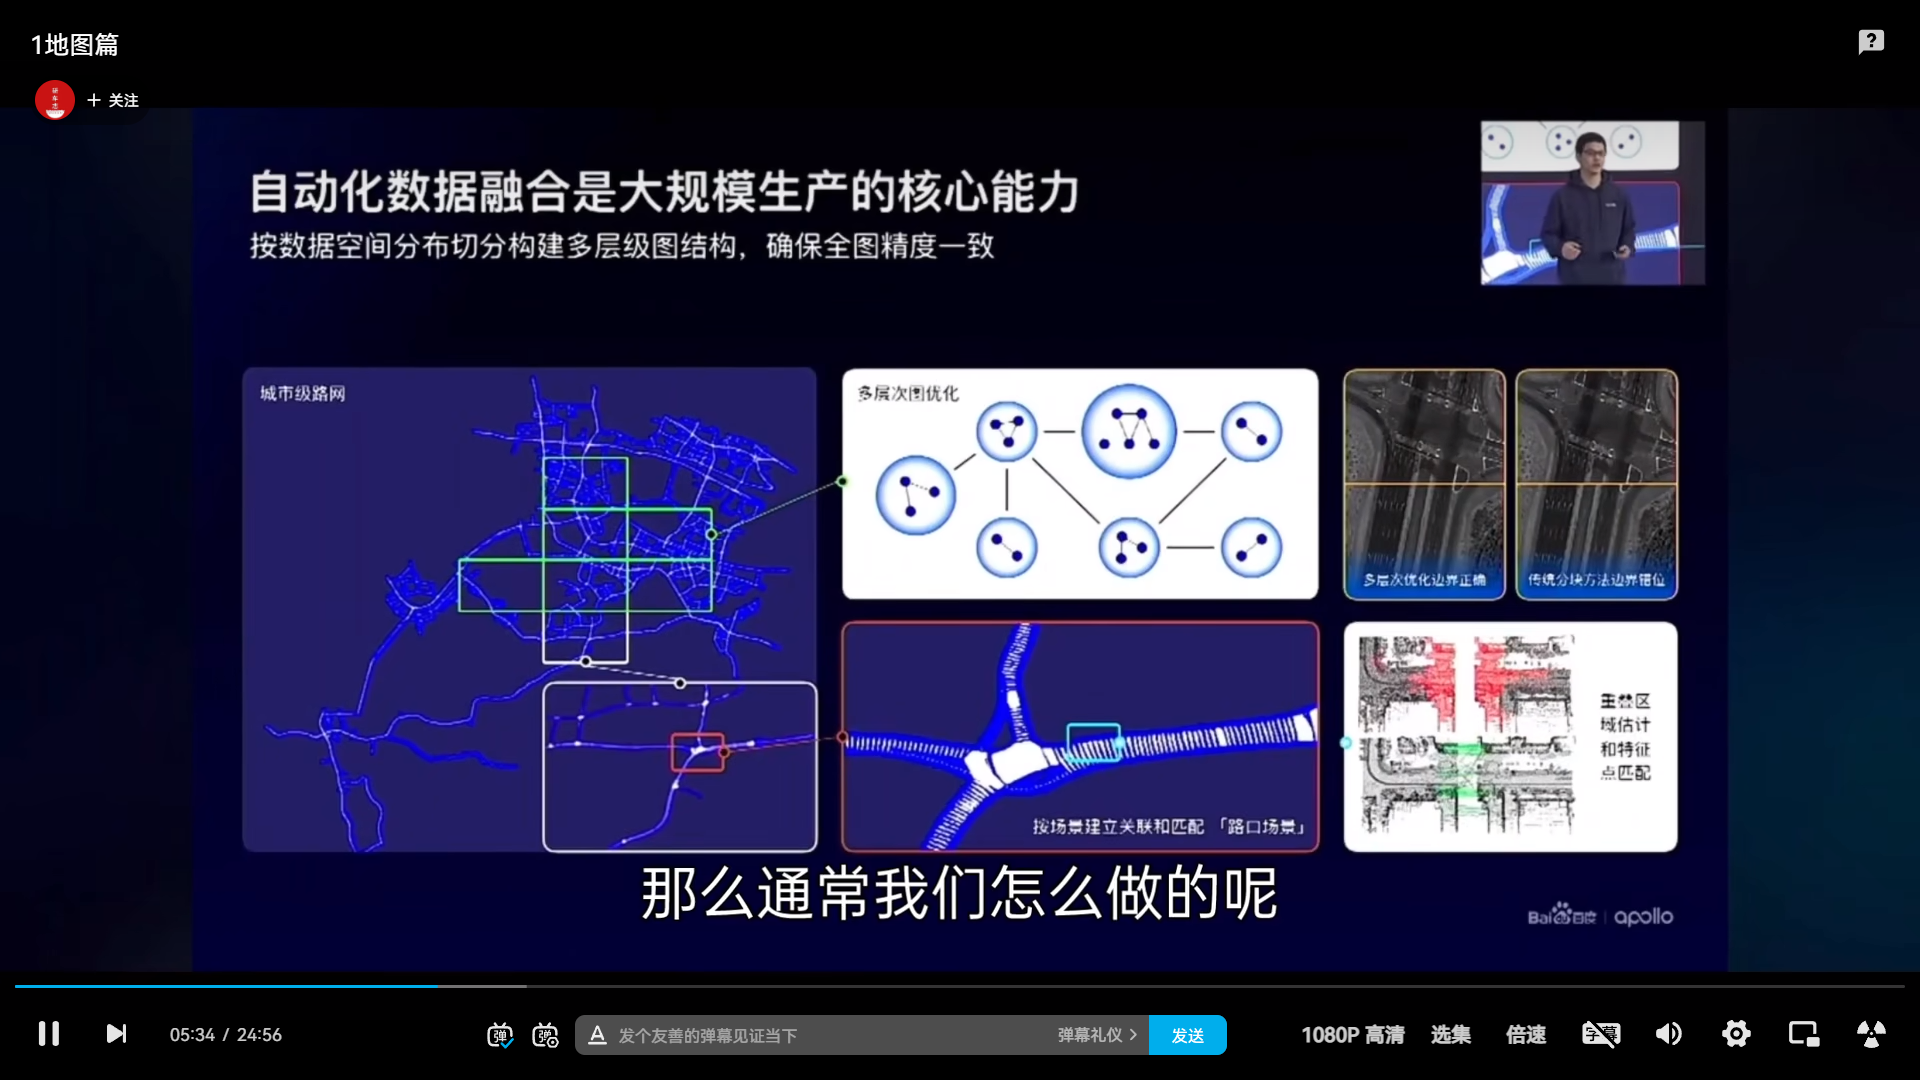 1地图篇
+ 关注
自动化数据融合是大规模生产的核心能力
按数据空间分布切分构建多层级图结构，确保全图精度一致
城市级路网
多层次图优化
多层次优化边界正确
传统分块方法边界错位
按场景建立关联和匹配「路口场景」
重叠区
域估计
和特征
点匹配
那么通常我们怎么做的呢
Bai百度 | apollo
05:34 / 24:56
弹
弹
A 发个友善的弹幕见证当下
弹幕礼仪 >
发送
1080P 高清
选集
倍速
字幕